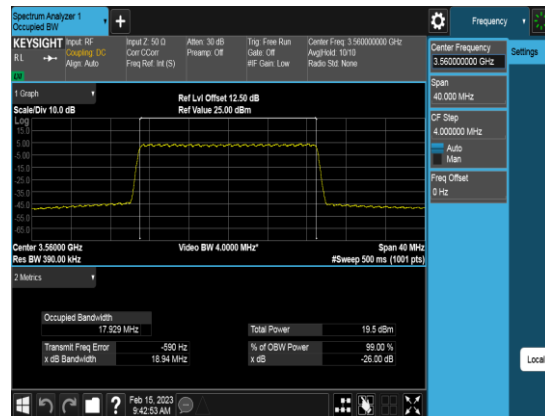 Spectrum Analyzer 1
Occupied BW
+
Frequency
KEYSIGHT
Input: RF
Coupling: DC
Align: Auto
Input Z: 50 Ω
Corr CCorr
Freq Ref: Int (S)
Atten: 30 dB
Preamp: Off
Trig: Free Run
Gate: Off
#IF Gain: Low
Center Freq: 3.560000000 GHz
Avg|Hold: 10/10
Radio Std: None
RL
LW
Center Frequency
3.560000000 GHz
Settings
Span
40.000 MHz
CF Step
4.000000 MHz
Auto
Man
Freq Offset
0 Hz
1 Graph
Scale/Div 10.0 dB
Ref Lvl Offset 12.50 dB
Ref Value 25.00 dBm
Log
15.0
5.00
-5.00
-15.0
-25.0
-35.0
-45.0
-55.0
-65.0
Center 3.56000 GHz
Res BW 390.00 kHz
Video BW 4.0000 MHz*
Span 40 MHz
#Sweep 500 ms (1001 pts)
2 Metrics
Occupied Bandwidth
17.929 MHz
Total Power 19.5 dBm
Transmit Freq Error -590 Hz
% of OBW Power 99.00 %
x dB Bandwidth 18.94 MHz
x dB -26.00 dB
Local
?
Feb 15, 2023
9:42:53 AM